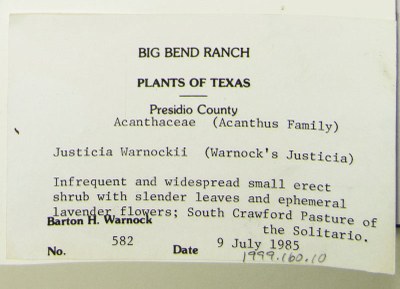 BIG BEND RANCH
PLANTS OF TEXAS
Presidio County
Acanthaceae (Acanthus Family)
Justicia Warnockii (Warnock's Justicia)
Infrequent and widespread small erect
shrub with slender leaves and ephemeral
lavender flowers; South Crawford Pasture of
Barton H. Warnock the Solitario.
No. 582 Date 9 July 1985
1999.160.10